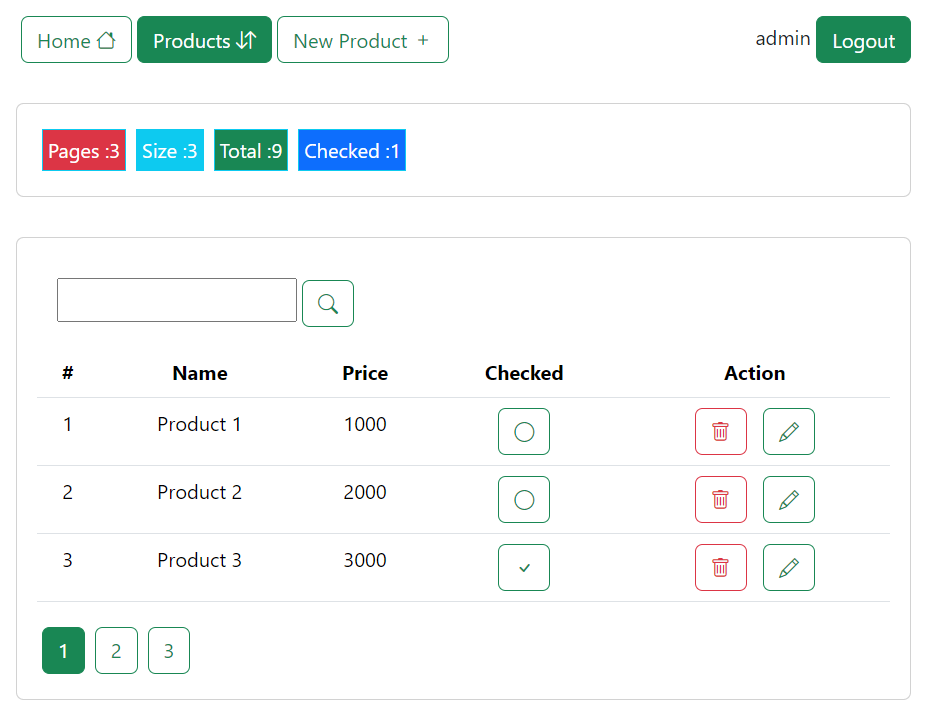 Home Products New Product + admin Logout
Pages :3 Size :3 Total :9 Checked :1
# Name Price Checked Action
1 Product 1 1000
2 Product 2 2000
3 Product 3 3000
1 2 3